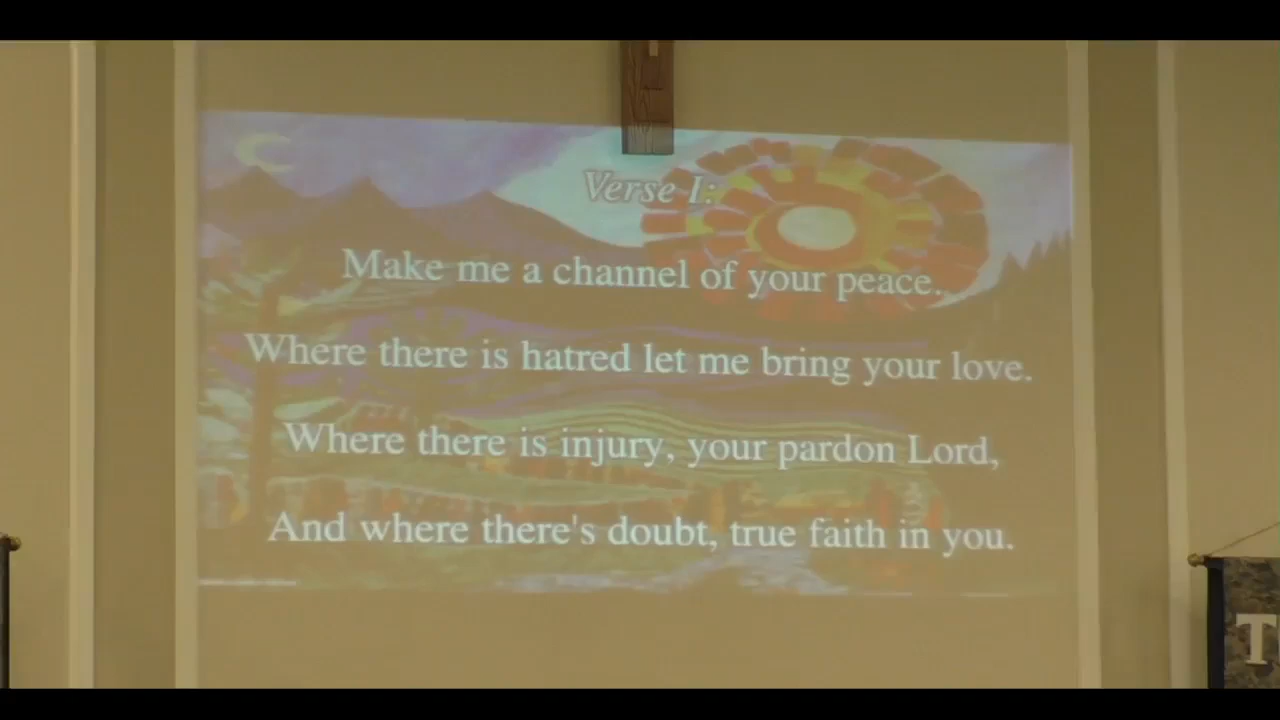 Verse I:
Make me a channel of your peace.
Where there is hatred let me bring your love.
Where there is injury, your pardon Lord,
And where there's doubt, true faith in you.
T